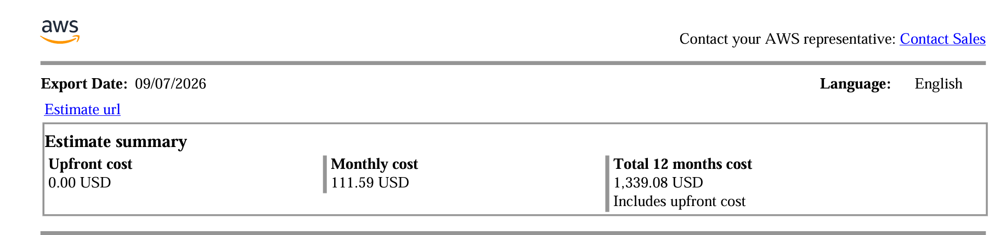 aws
Contact your AWS representative: Contact Sales
Export Date: 09/07/2026
Language: English
Estimate url
Estimate summary
Upfront cost
0.00 USD
Monthly cost
111.59 USD
Total 12 months cost
1,339.08 USD
Includes upfront cost